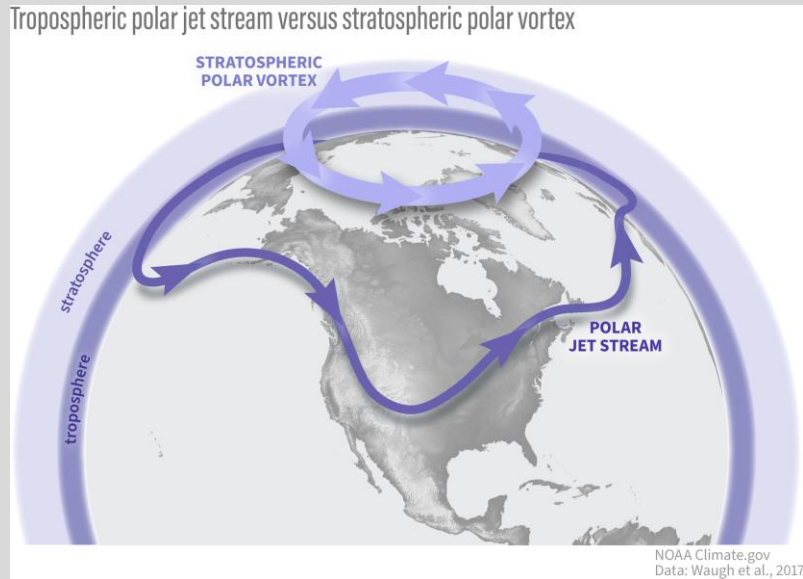 Tropospheric polar jet stream versus stratospheric polar vortex
STRATOSPHERIC
POLAR VORTEX
stratosphere
troposphere
POLAR
JET STREAM
NOAA Climate.gov
Data: Waugh et al., 2017